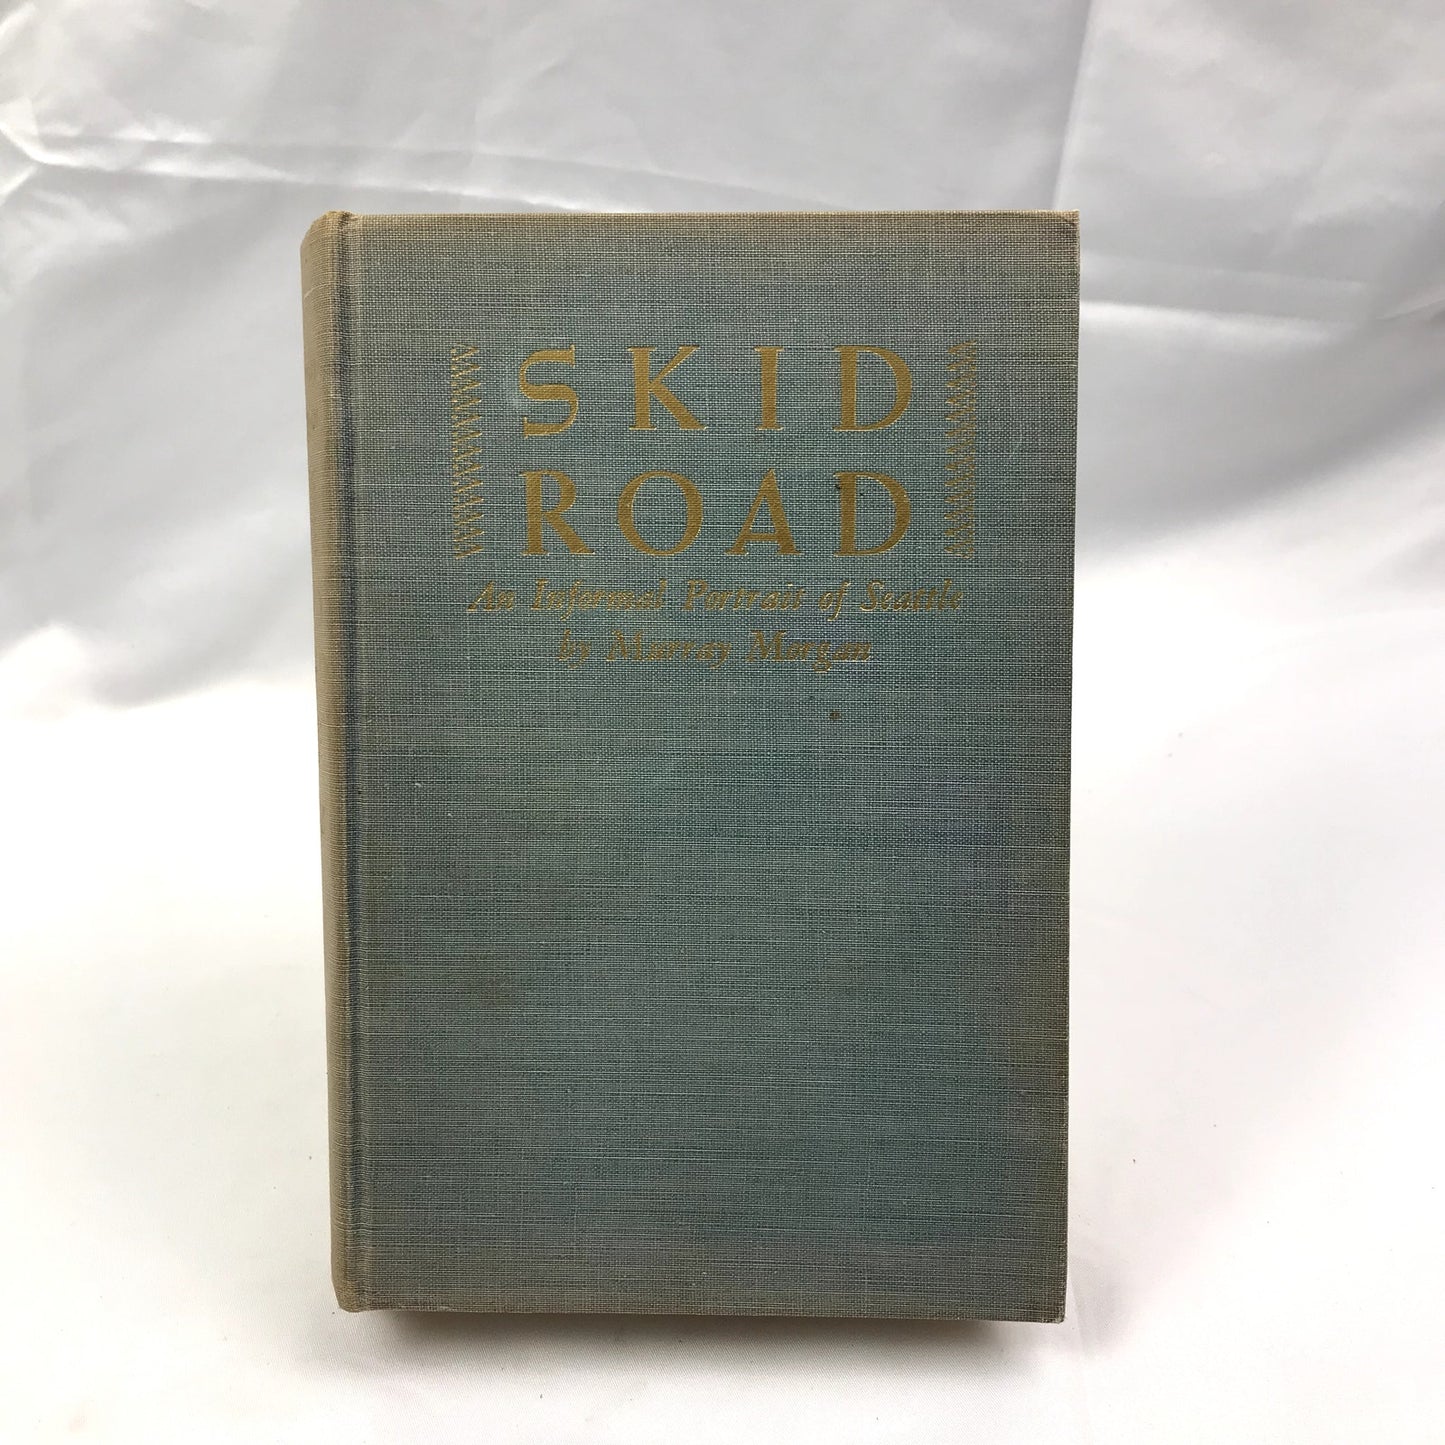 SKID
ROAD
An Informal Portrait of Seattle
by Murray Morgan